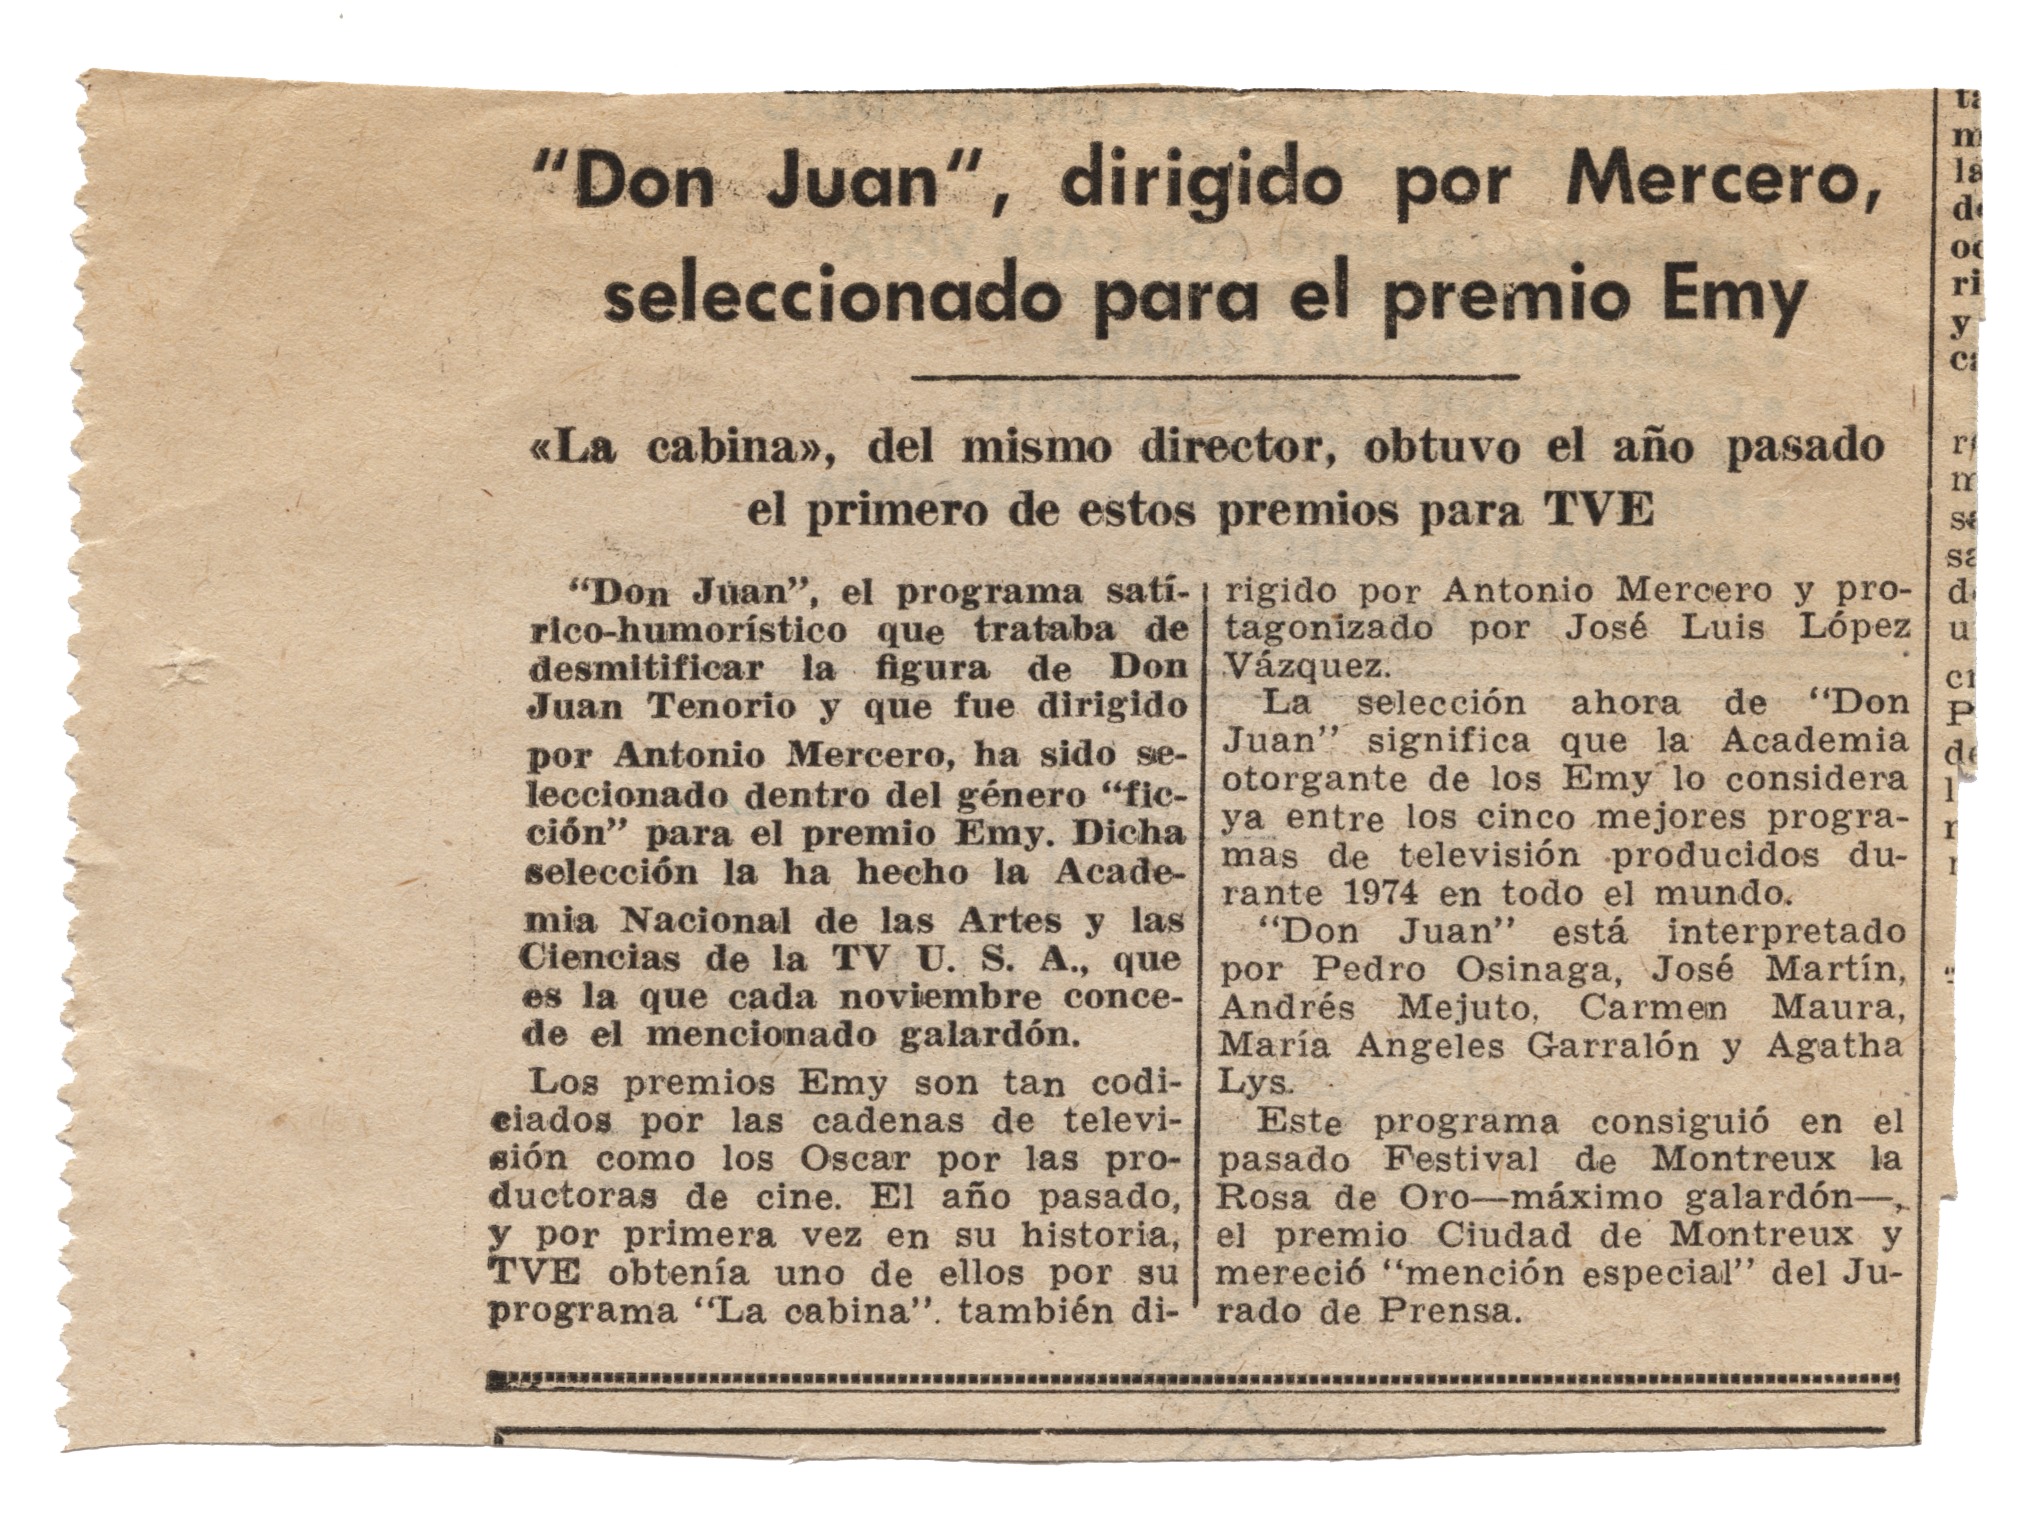 "Don Juan", dirigido por Mercero,
seleccionado para el premio Emy
«La cabina», del mismo director, obtuvo el año pasado
el primero de estos premios para TVE
"Don Juan", el programa satí-
rico-humorístico que trataba de
desmitificar la figura de Don
Juan Tenorio y que fue dirigido
por Antonio Mercero, ha sido se-
leccionado dentro del género "fic-
ción" para el premio Emy. Dicha
selección la ha hecho la Acade-
mia Nacional de las Artes y las
Ciencias de la TV U. S. A., que
es la que cada noviembre conce-
de el mencionado galardón.
Los premios Emy son tan codi-
ciados por las cadenas de televi-
sión como los Oscar por las pro-
ductoras de cine. El año pasado,
y por primera vez en su historia,
TVE obtenía uno de ellos por su
programa "La cabina". también di-
rigido por Antonio Mercero y pro-
tagonizado por José Luis López
Vázquez.
La selección ahora de "Don
Juan" significa que la Academia
otorgante de los Emy lo considera
ya entre los cinco mejores progra-
mas de televisión producidos du-
rante 1974 en todo el mundo.
"Don Juan" está interpretado
por Pedro Osinaga, José Martín,
Andrés Mejuto, Carmen Maura,
María Angeles Garralón y Agatha
Lys.
Este programa consiguió en el
pasado Festival de Montreux la
Rosa de Oro—máximo galardón—,
el premio Ciudad de Montreux y
mereció "mención especial" del Ju-
rado de Prensa.